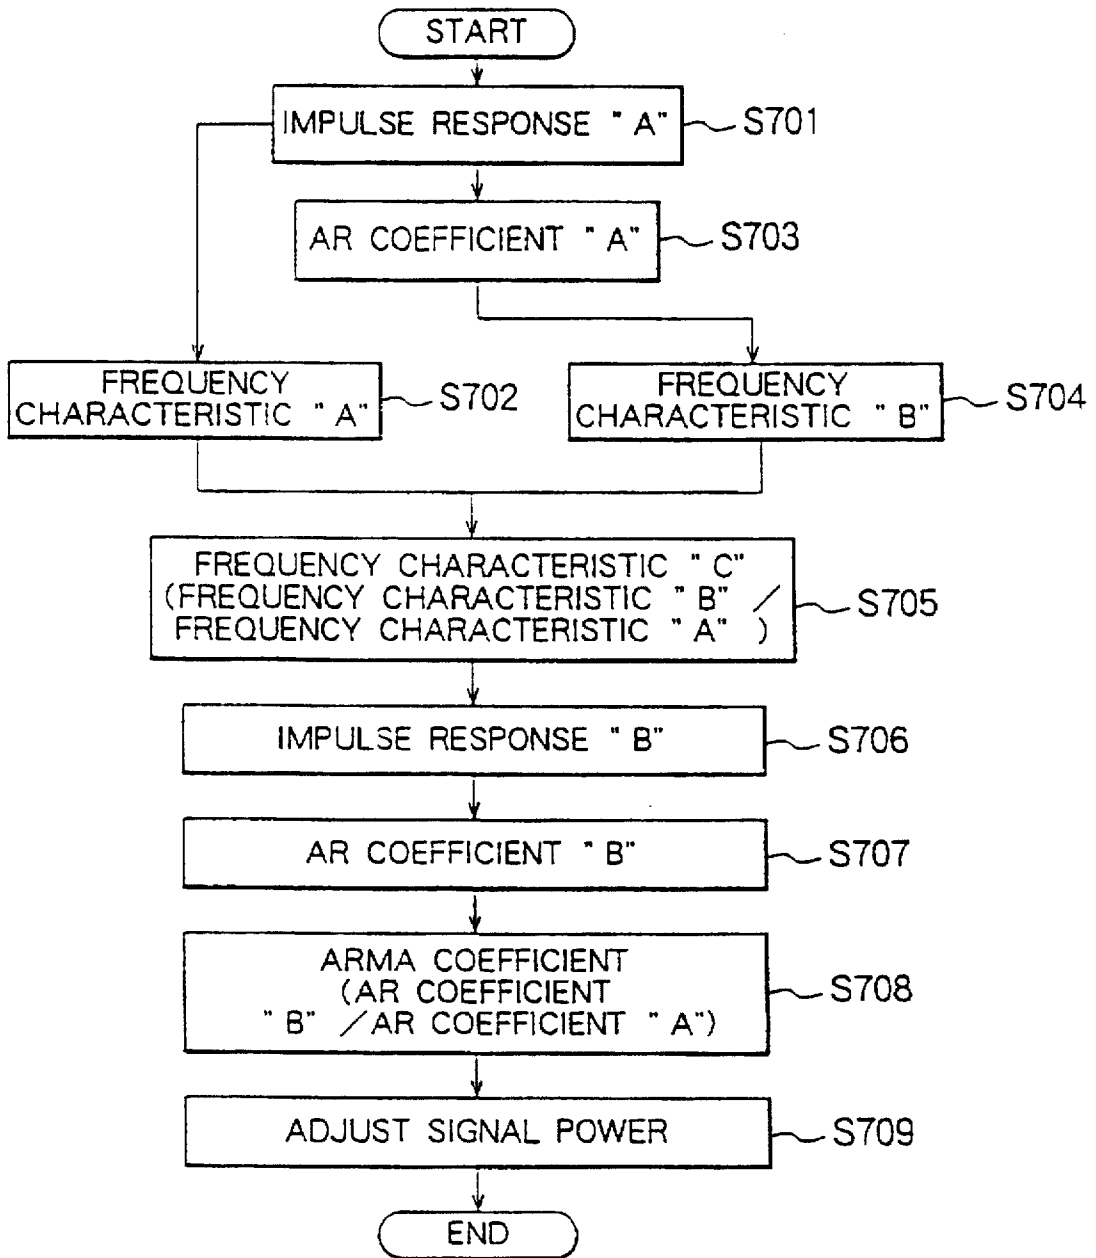 START
IMPULSE RESPONSE "A"
S701
AR COEFFICIENT "A"
S703
FREQUENCY
CHARACTERISTIC "A"
S702
FREQUENCY
CHARACTERISTIC "B"
S704
FREQUENCY CHARACTERISTIC "C"
(FREQUENCY CHARACTERISTIC "B" /
FREQUENCY CHARACTERISTIC "A" )
S705
IMPULSE RESPONSE "B"
S706
AR COEFFICIENT "B"
S707
ARMA COEFFICIENT
(AR COEFFICIENT
"B" /AR COEFFICIENT "A")
S708
ADJUST SIGNAL POWER
S709
END